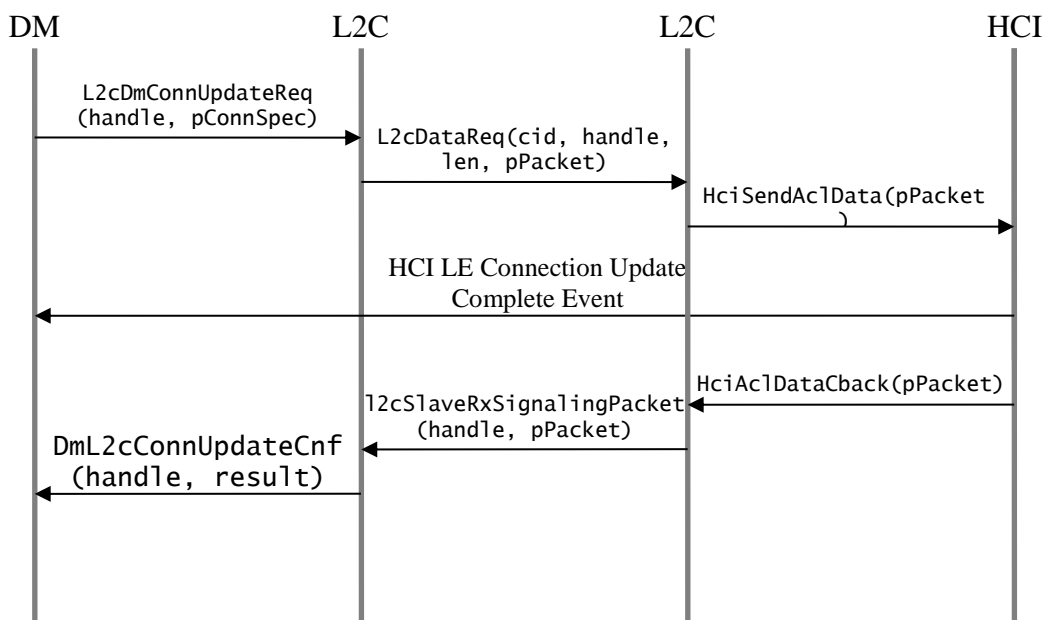 DM
L2C
L2C
HCI
L2cDmConnUpdateReq
(handle, pConnSpec)
L2cDataReq(cid, handle,
len, pPacket)
HciSendAclData(pPacket
)
HCI LE Connection Update
Complete Event
HciAclDataCback(pPacket)
l2cSlaveRxSignalingPacket
(handle, pPacket)
DmL2cConnUpdateCnf
(handle, result)